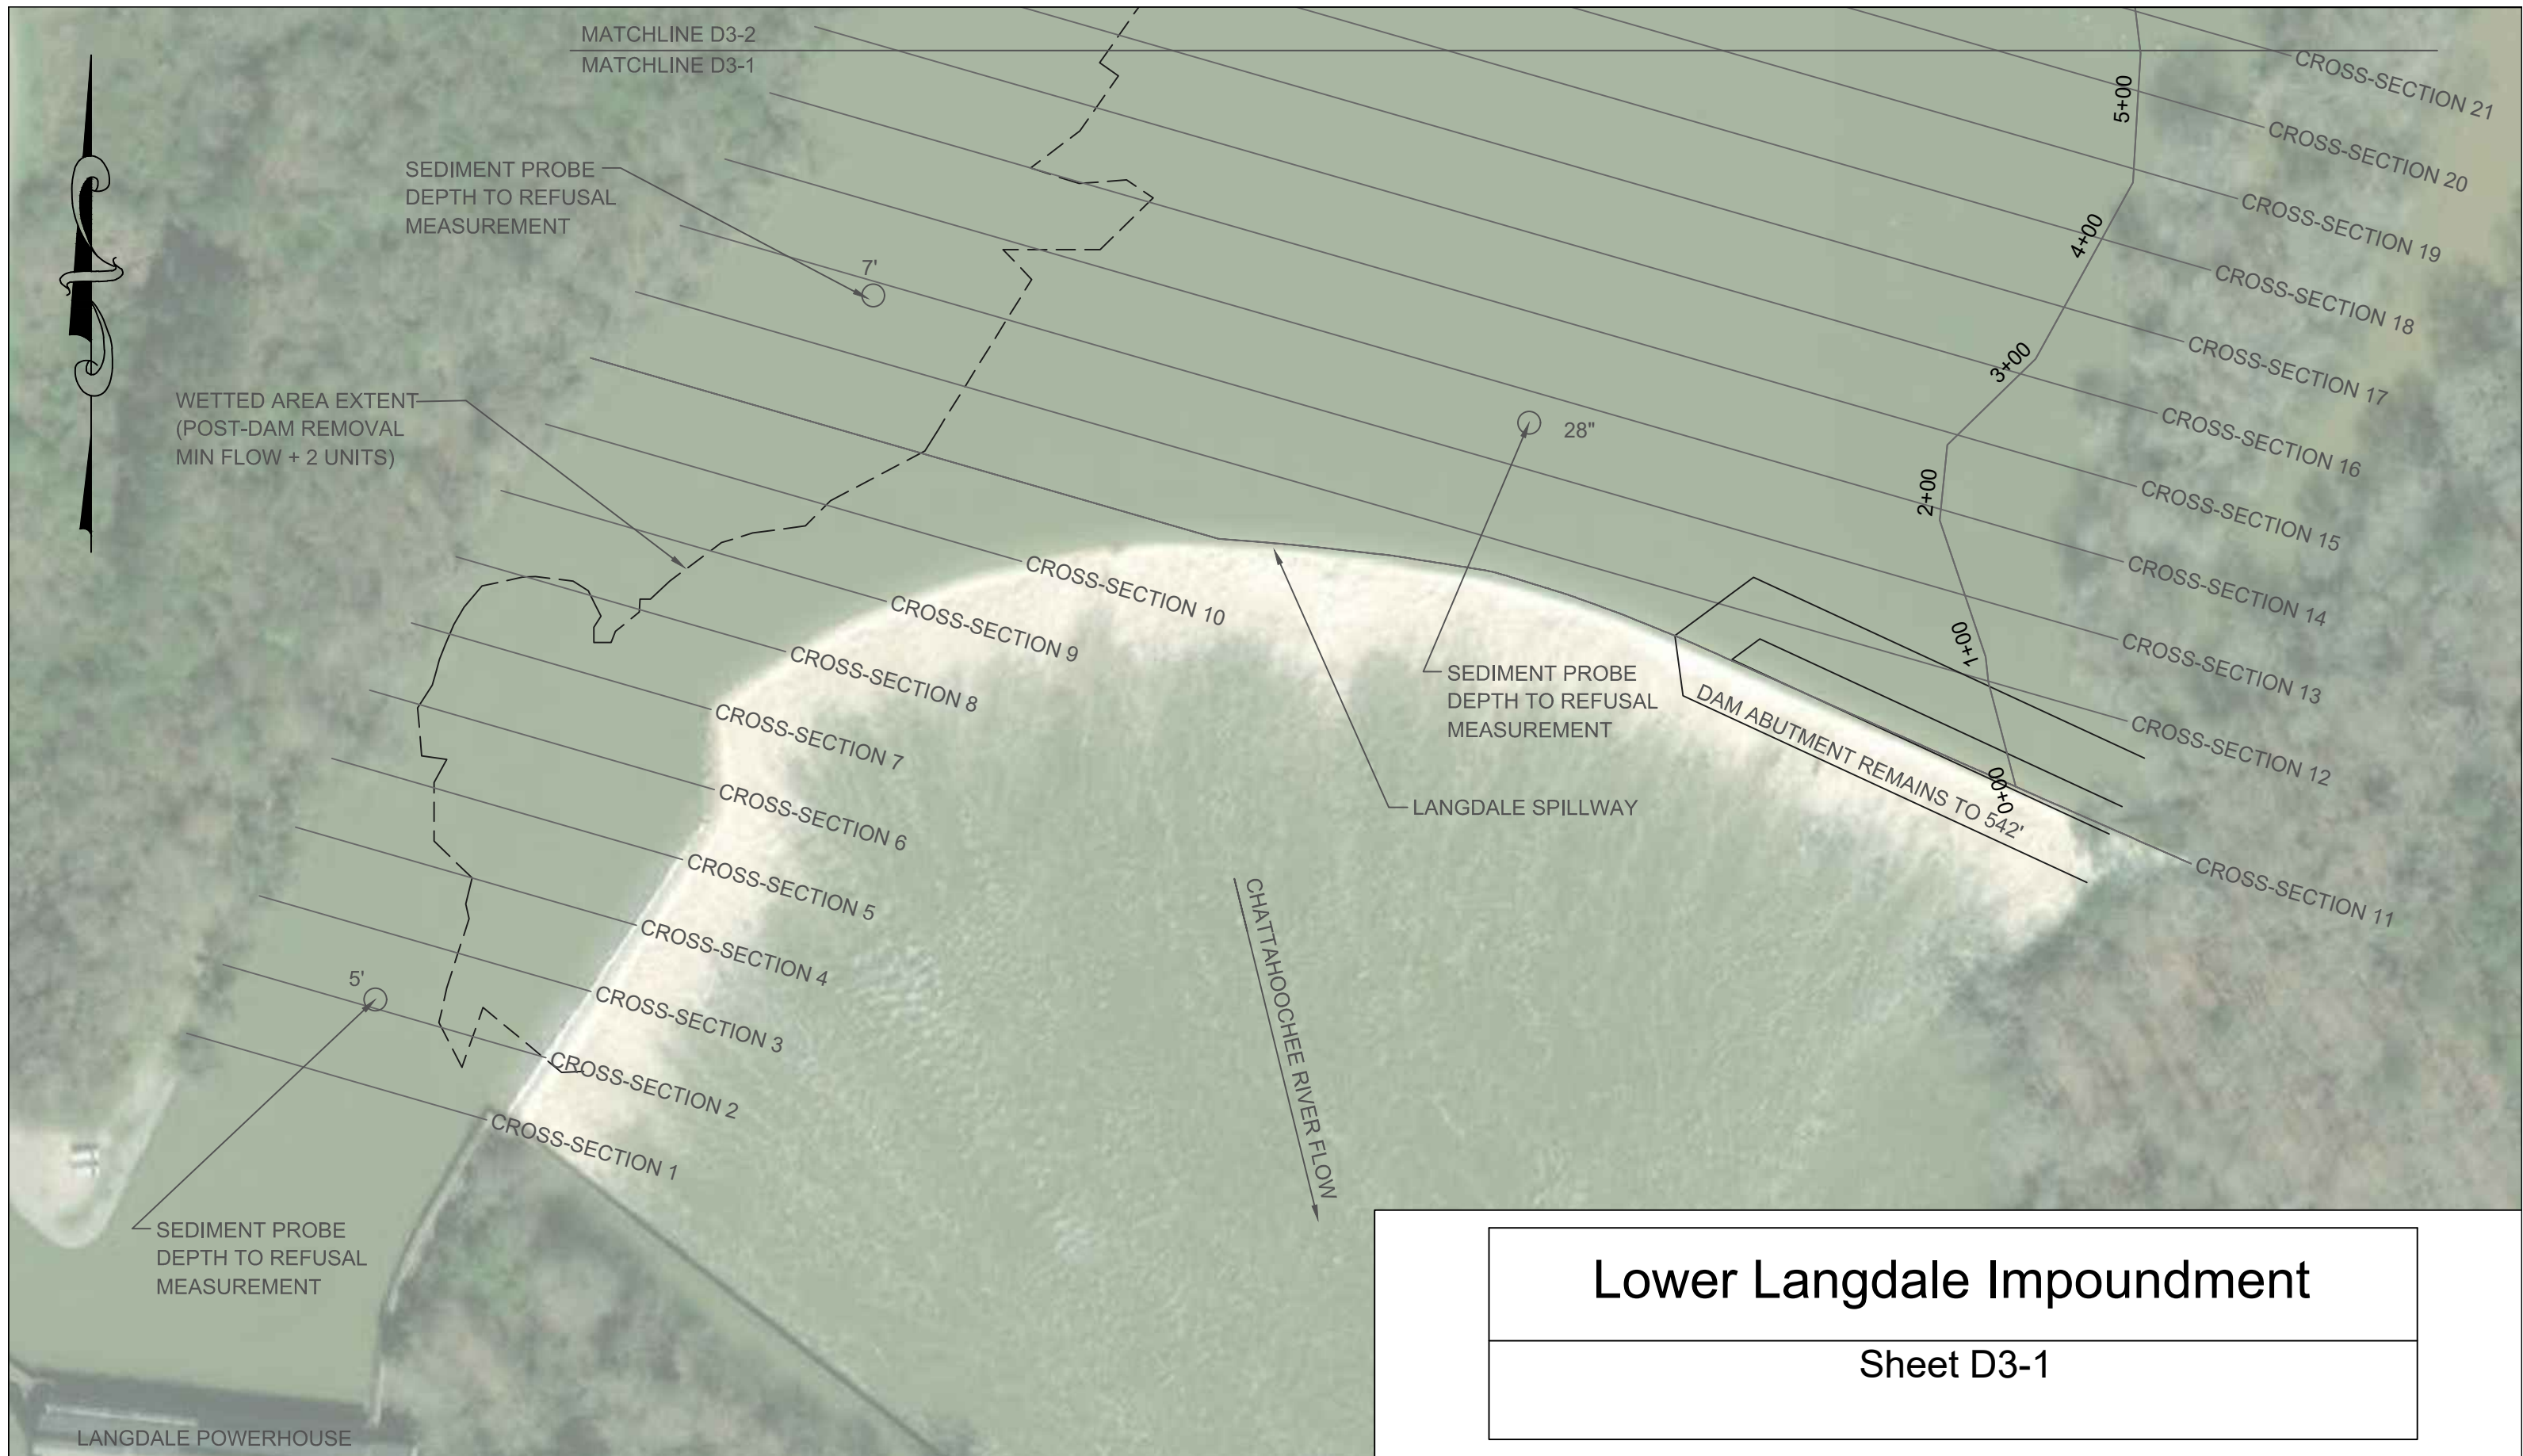 MATCHLINE D3-2
MATCHLINE D3-1
SEDIMENT PROBE
DEPTH TO REFUSAL
MEASUREMENT
7'
WETTED AREA EXTENT
(POST-DAM REMOVAL
MIN FLOW + 2 UNITS)
28"
5+00
4+00
3+00
2+00
1+00
0+00
CROSS-SECTION 21
CROSS-SECTION 20
CROSS-SECTION 19
CROSS-SECTION 18
CROSS-SECTION 17
CROSS-SECTION 16
CROSS-SECTION 15
CROSS-SECTION 14
CROSS-SECTION 13
CROSS-SECTION 12
CROSS-SECTION 11
CROSS-SECTION 10
CROSS-SECTION 9
CROSS-SECTION 8
CROSS-SECTION 7
CROSS-SECTION 6
CROSS-SECTION 5
CROSS-SECTION 4
CROSS-SECTION 3
CROSS-SECTION 2
CROSS-SECTION 1
SEDIMENT PROBE
DEPTH TO REFUSAL
MEASUREMENT
DAM ABUTMENT REMAINS TO 542'
LANGDALE SPILLWAY
CHATTAHOOCHEE RIVER FLOW
5'
SEDIMENT PROBE
DEPTH TO REFUSAL
MEASUREMENT
LANGDALE POWERHOUSE
Lower Langdale Impoundment
Sheet D3-1